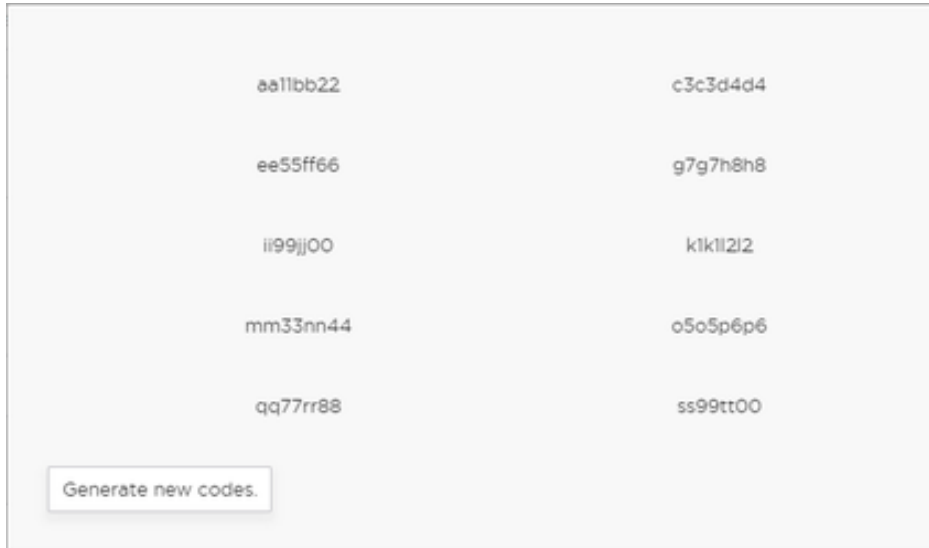 aa11bb22 c3c3d4d4
ee55ff66 g7g7h8h8
ii99jj00 k1k1l2l2
mm33nn44 o5o5p6p6
qq77rr88 ss99tt00
Generate new codes.